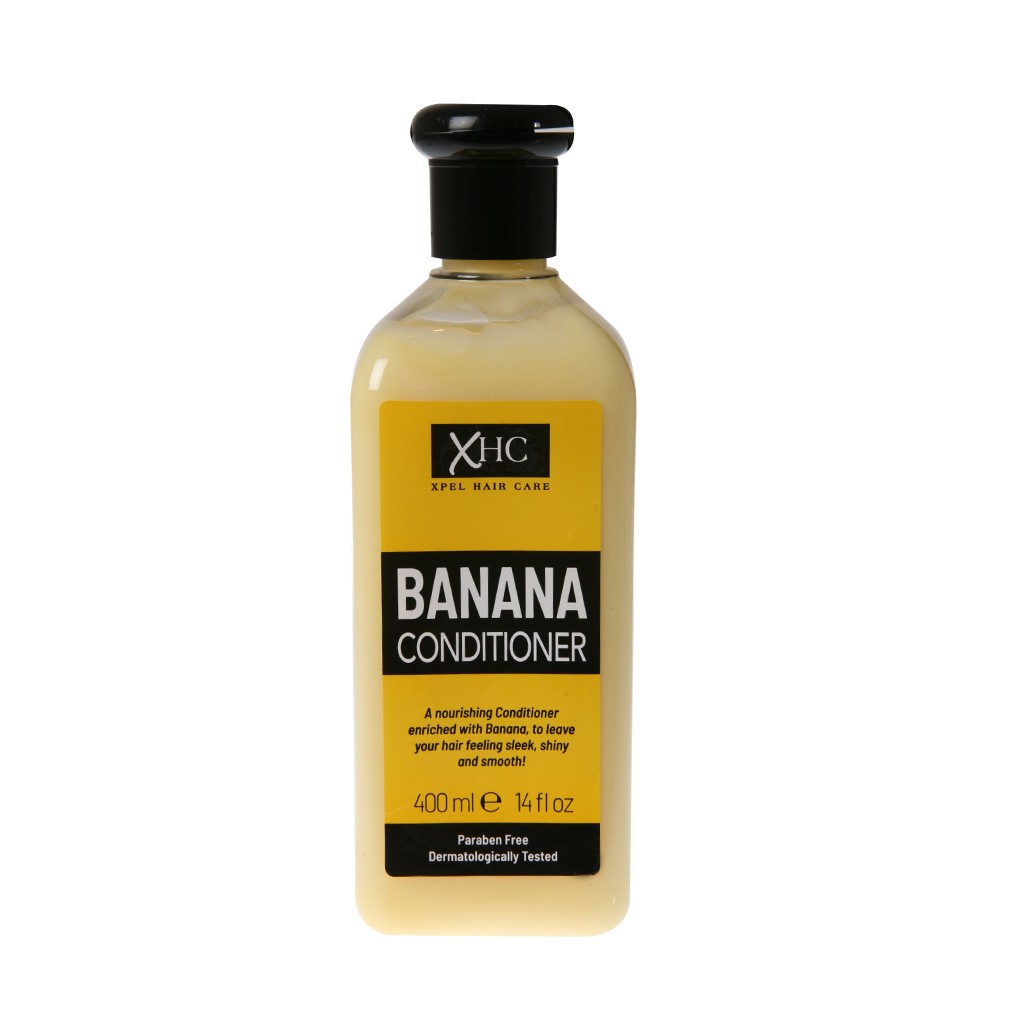 XHC
XPEL HAIR CARE
BANANA
CONDITIONER
A nourishing Conditioner
enriched with Banana, to leave
your hair feeling sleek, shiny
and smooth!
400 ml ℮ 14 fl oz
Paraben Free
Dermatologically Tested